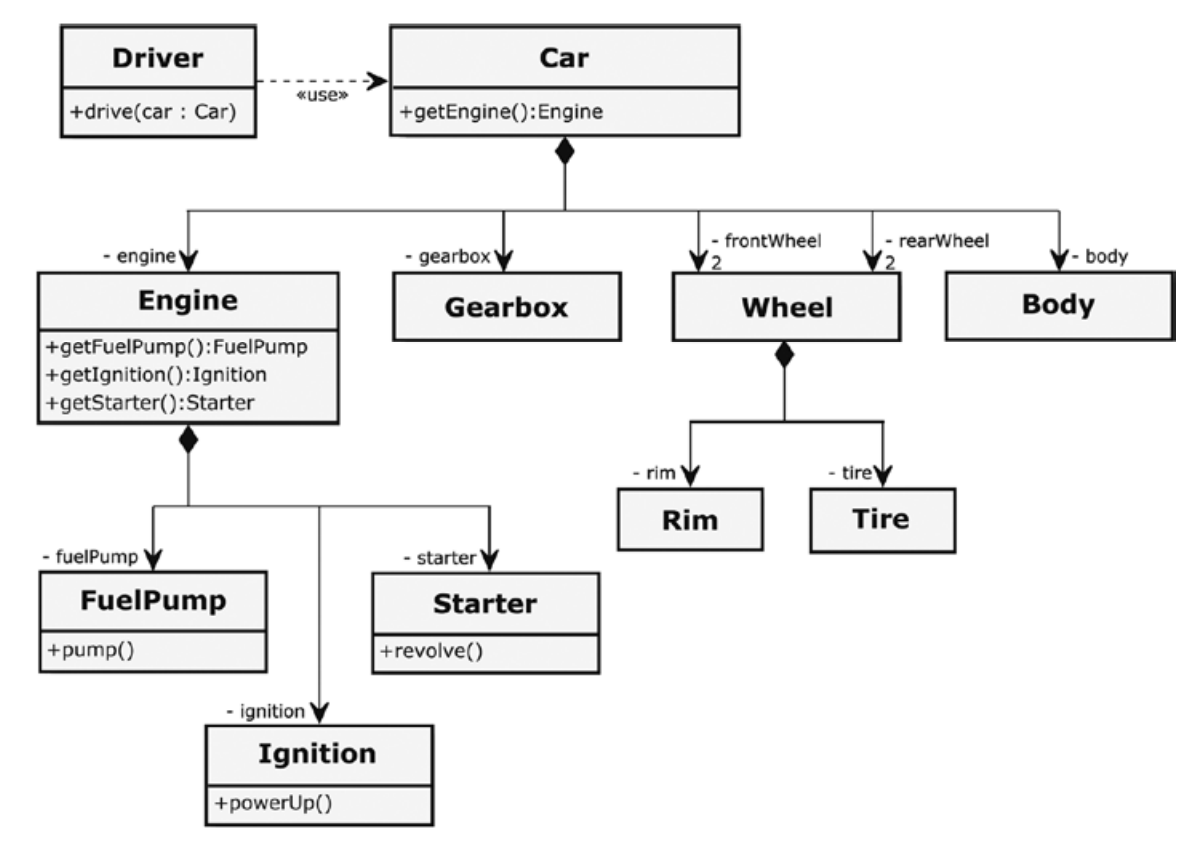 Driver
+drive(car : Car)
«use»
Car
+getEngine():Engine
- engine
- gearbox
- frontWheel
2
- rearWheel
2
- body
Engine
+getFuelPump():FuelPump
+getIgnition():Ignition
+getStarter():Starter
Gearbox
Wheel
Body
- rim
- tire
Rim
Tire
- fuelPump
- starter
FuelPump
+pump()
Starter
+revolve()
- ignition
Ignition
+powerUp()